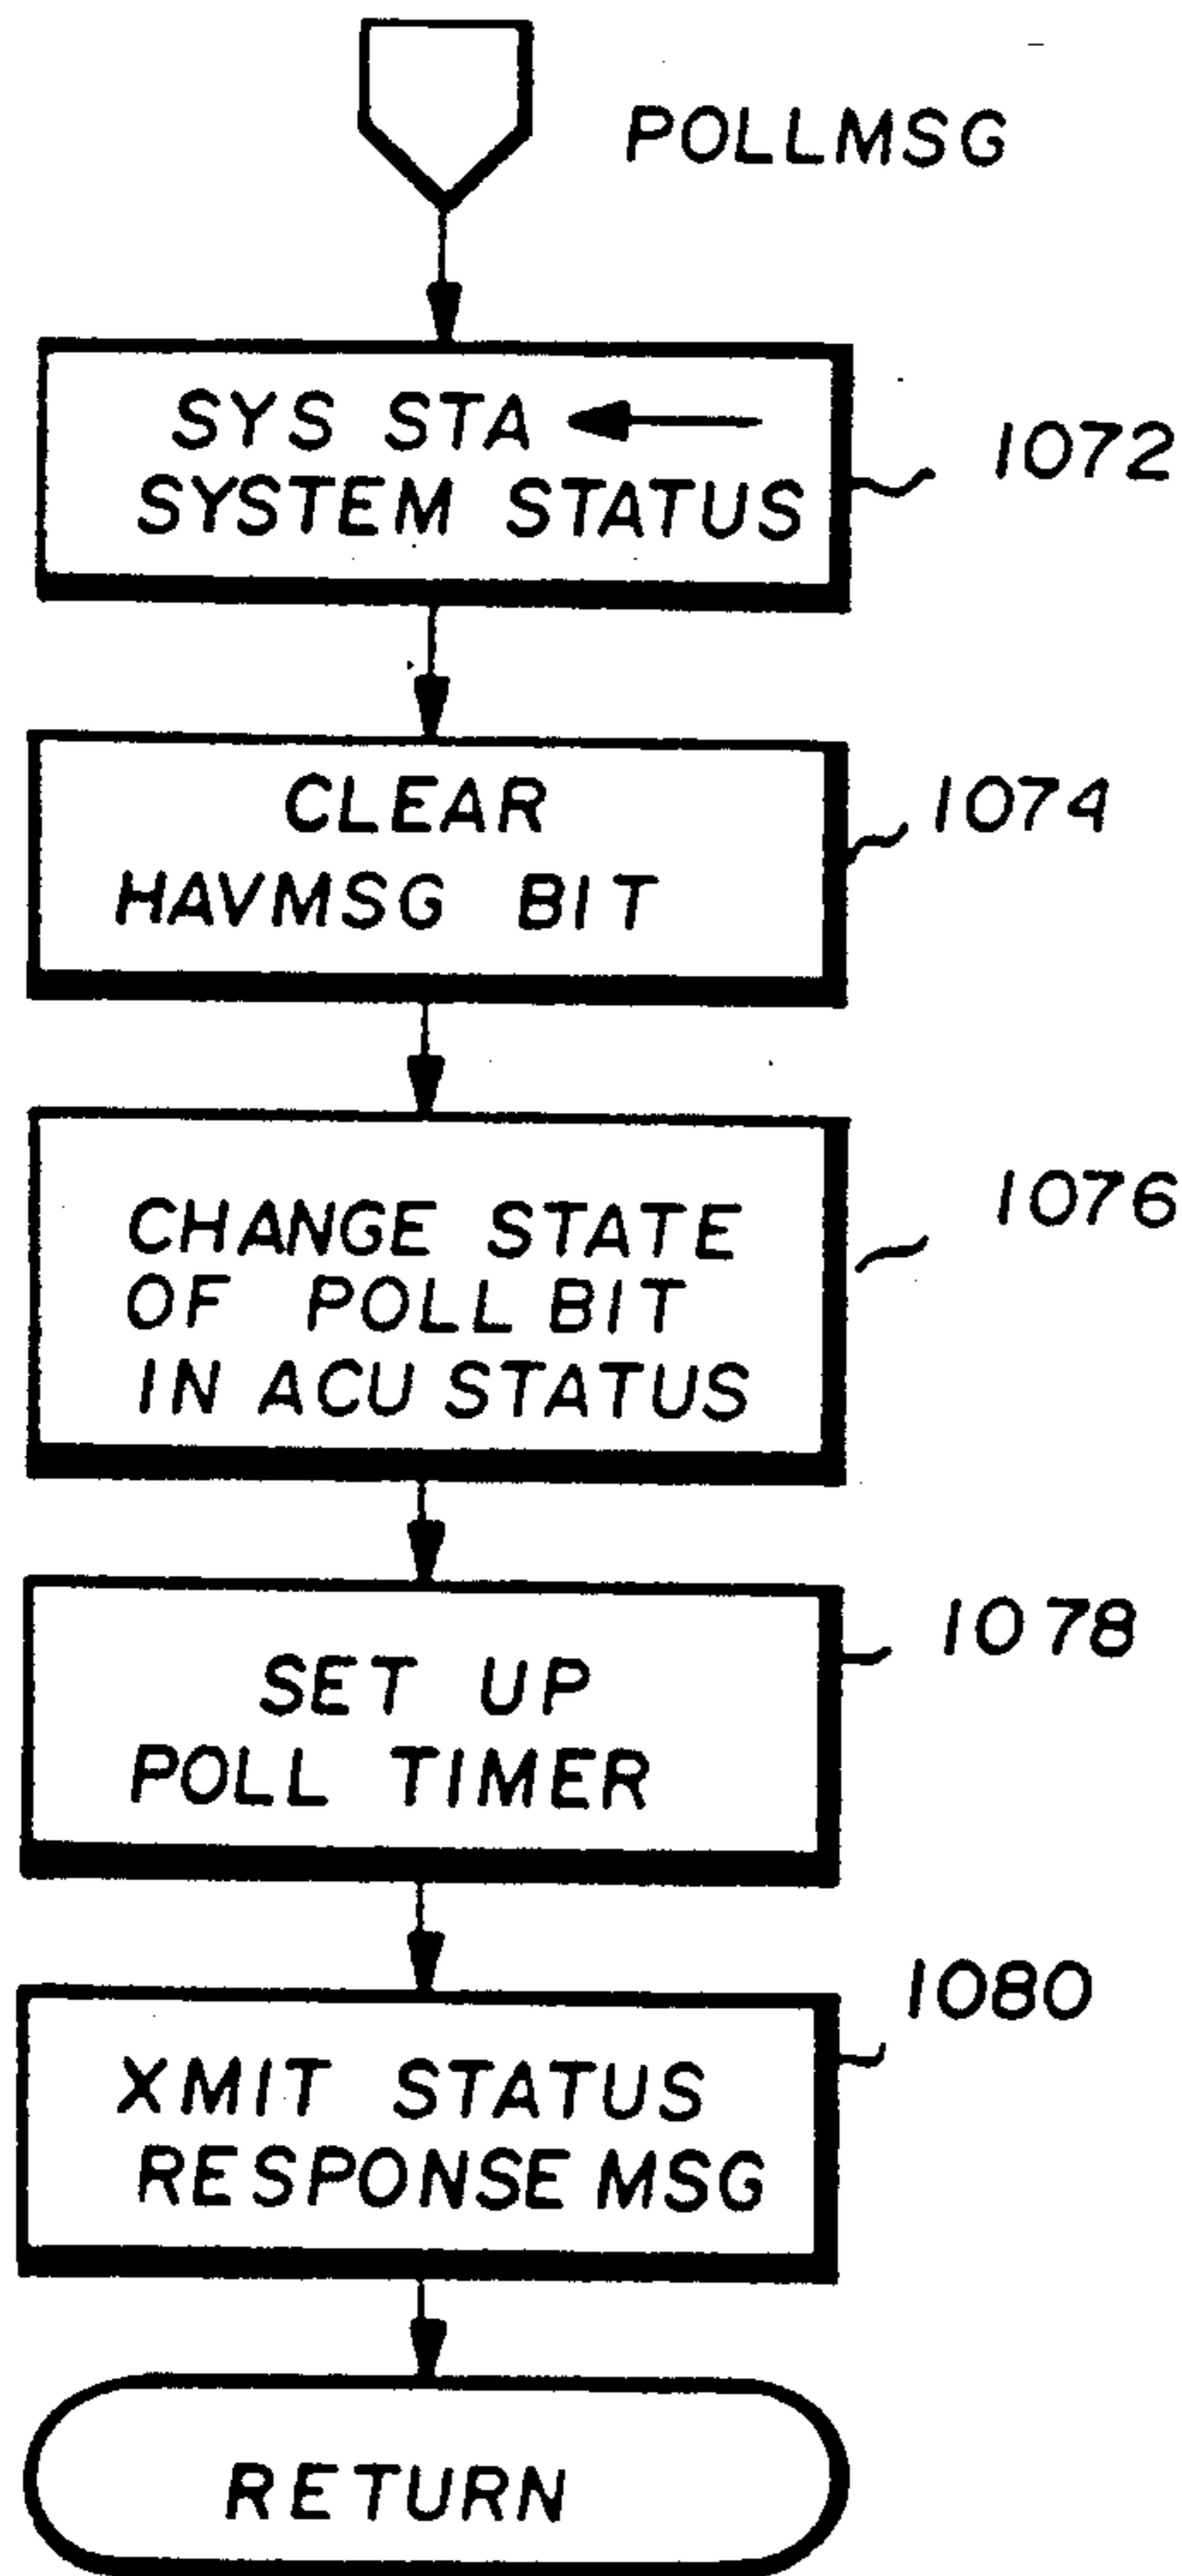 POLLMSG
SYS STA ←
SYSTEM STATUS
1072
CLEAR
HAVMSG BIT
1074
CHANGE STATE
OF POLL BIT
IN ACU STATUS
1076
SET UP
POLL TIMER
1078
XMIT STATUS
RESPONSE MSG
1080
RETURN